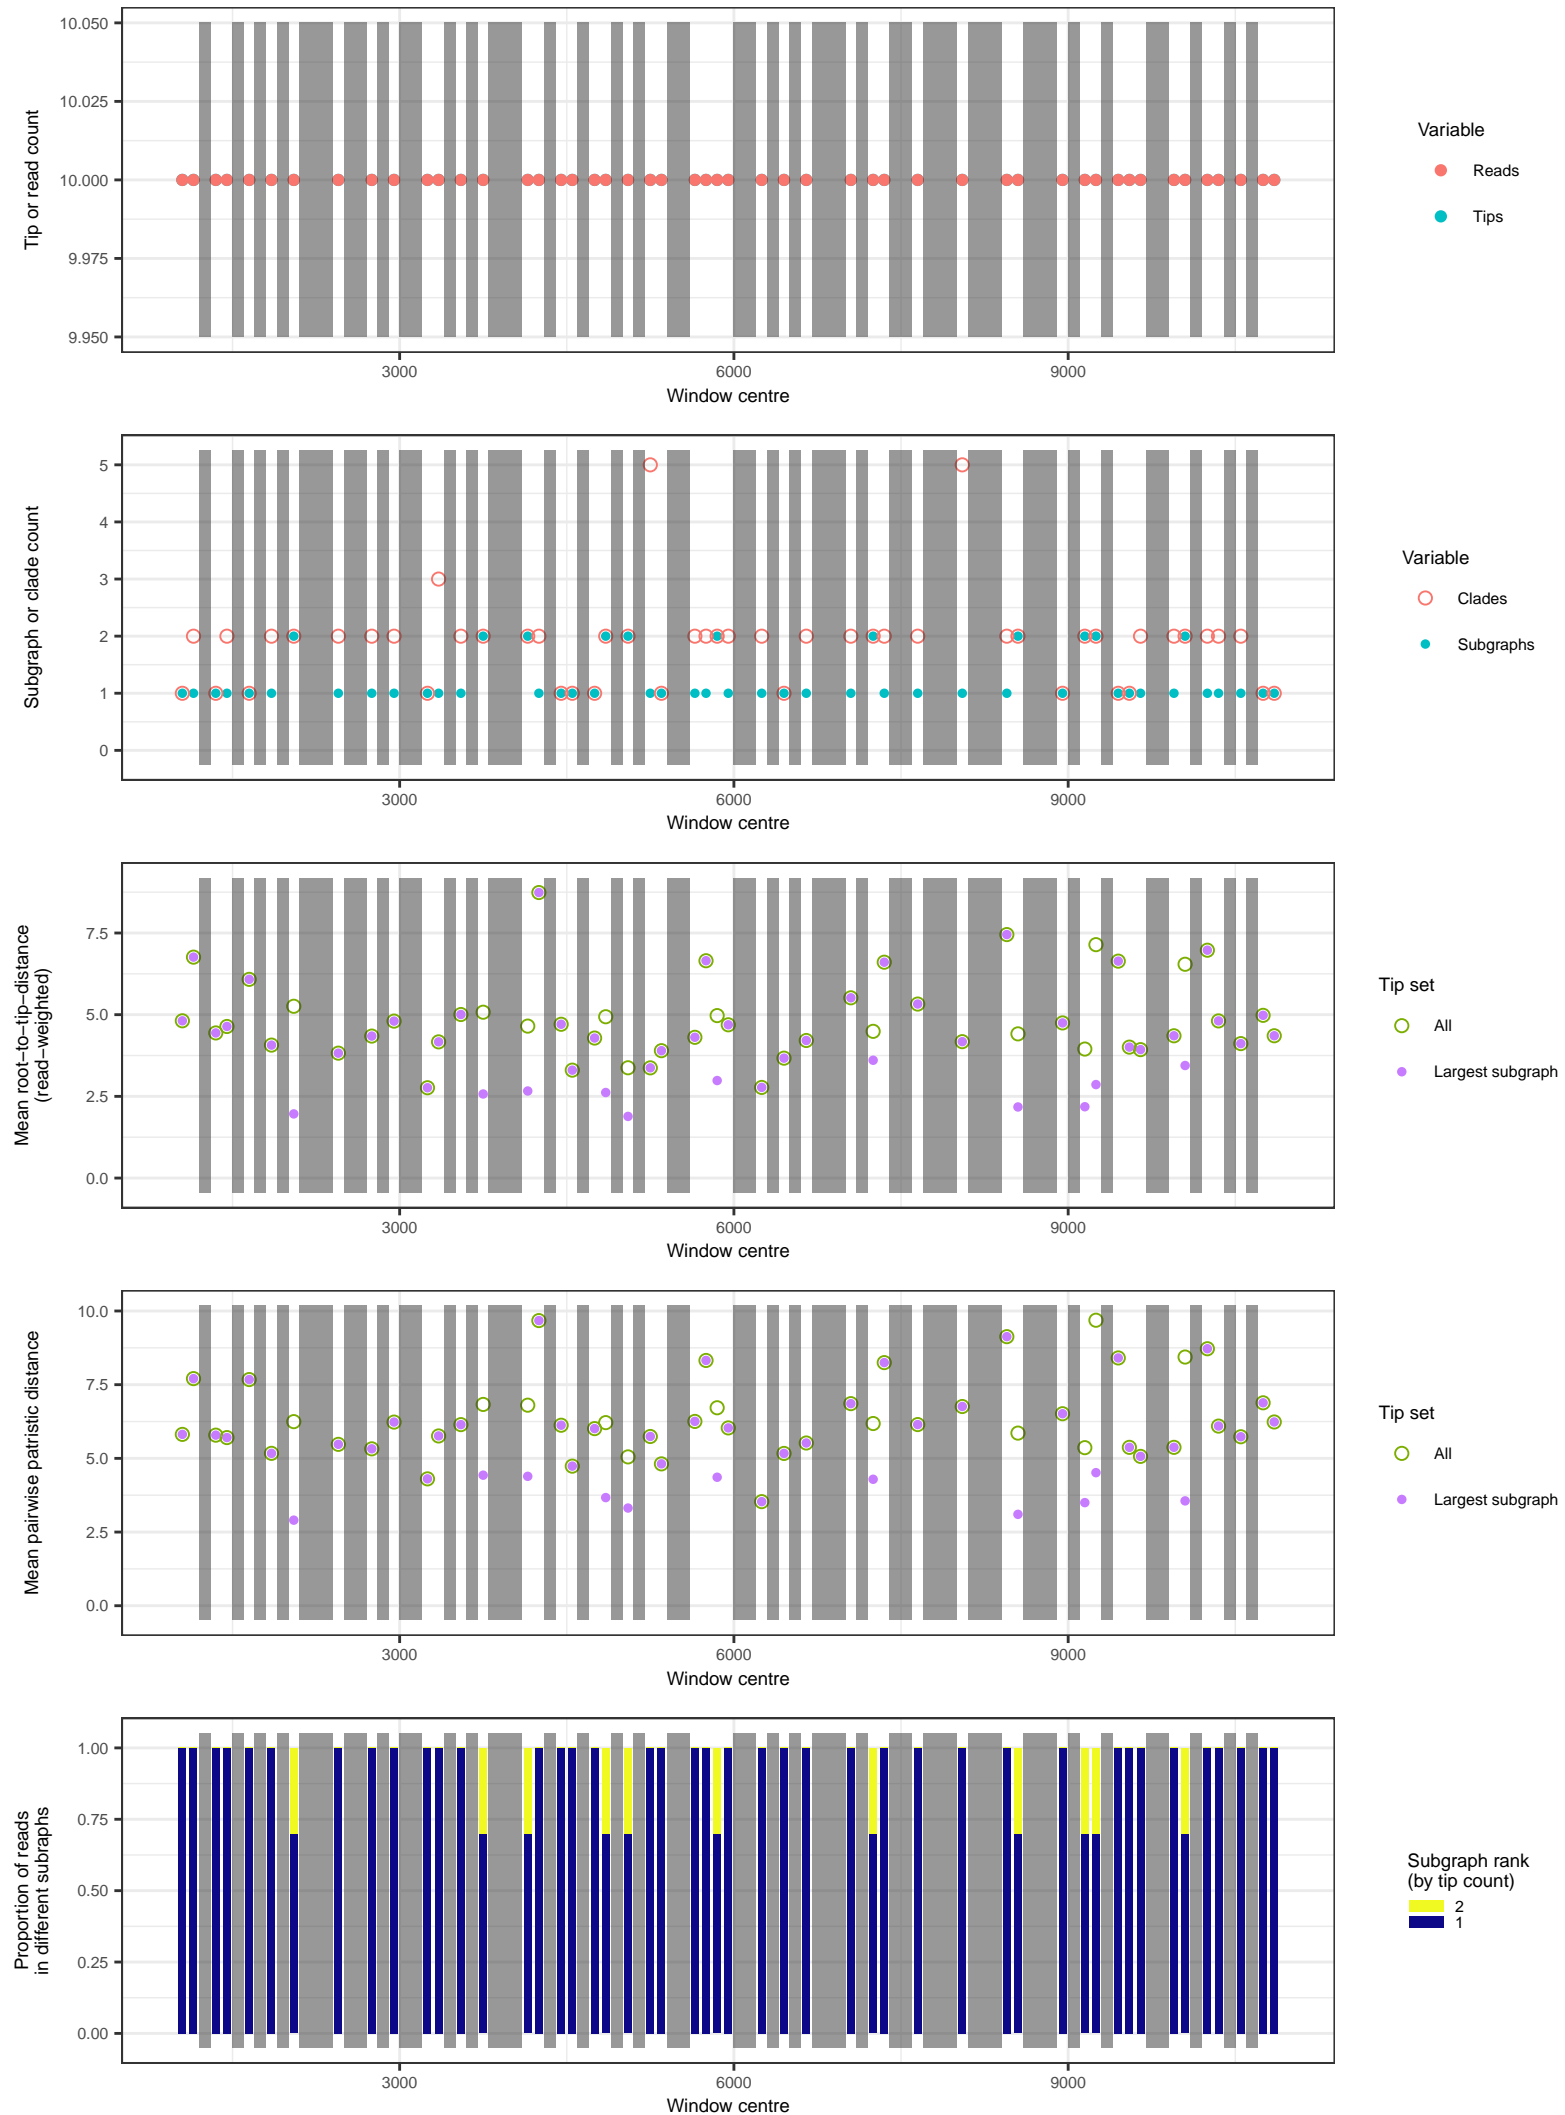 10.050
10.025
10.000
9.975
9.950
Tip or read count
3000
6000
9000
Window centre
Variable
Reads
Tips
5
4
3
2
1
0
Subgraph or clade count
3000
6000
9000
Window centre
Variable
Clades
Subgraphs
7.5
5.0
2.5
0.0
Mean root−to−tip−distance
(read−weighted)
3000
6000
9000
Window centre
Tip set
All
Largest subgraph
10.0
7.5
5.0
2.5
0.0
Mean pairwise patristic distance
3000
6000
9000
Window centre
Tip set
All
Largest subgraph
1.00
0.75
0.50
0.25
0.00
Proportion of reads
in different subraphs
3000
6000
9000
Window centre
Subgraph rank
(by tip count)
2
1